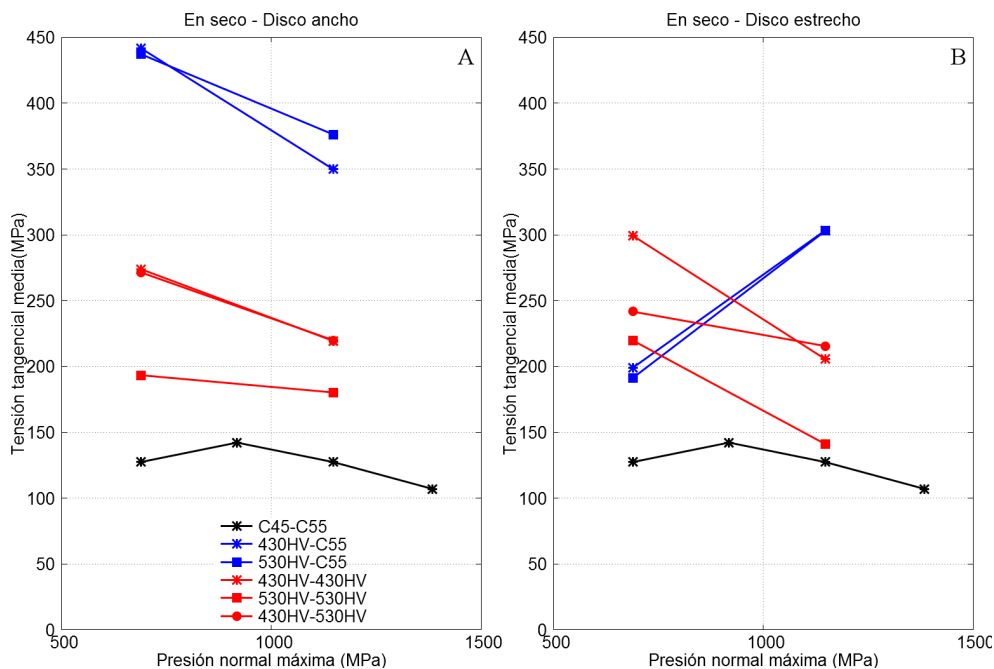 En seco - Disco ancho
A
450
400
350
300
250
200
150
100
50
0
500
1000
1500
Tensión tangencial media(MPa)
Presión normal máxima (MPa)
C45-C55
430HV-C55
530HV-C55
430HV-430HV
530HV-530HV
430HV-530HV
En seco - Disco estrecho
B
450
400
350
300
250
200
150
100
50
0
500
1000
1500
Tensión tangencial media(MPa)
Presión normal máxima (MPa)